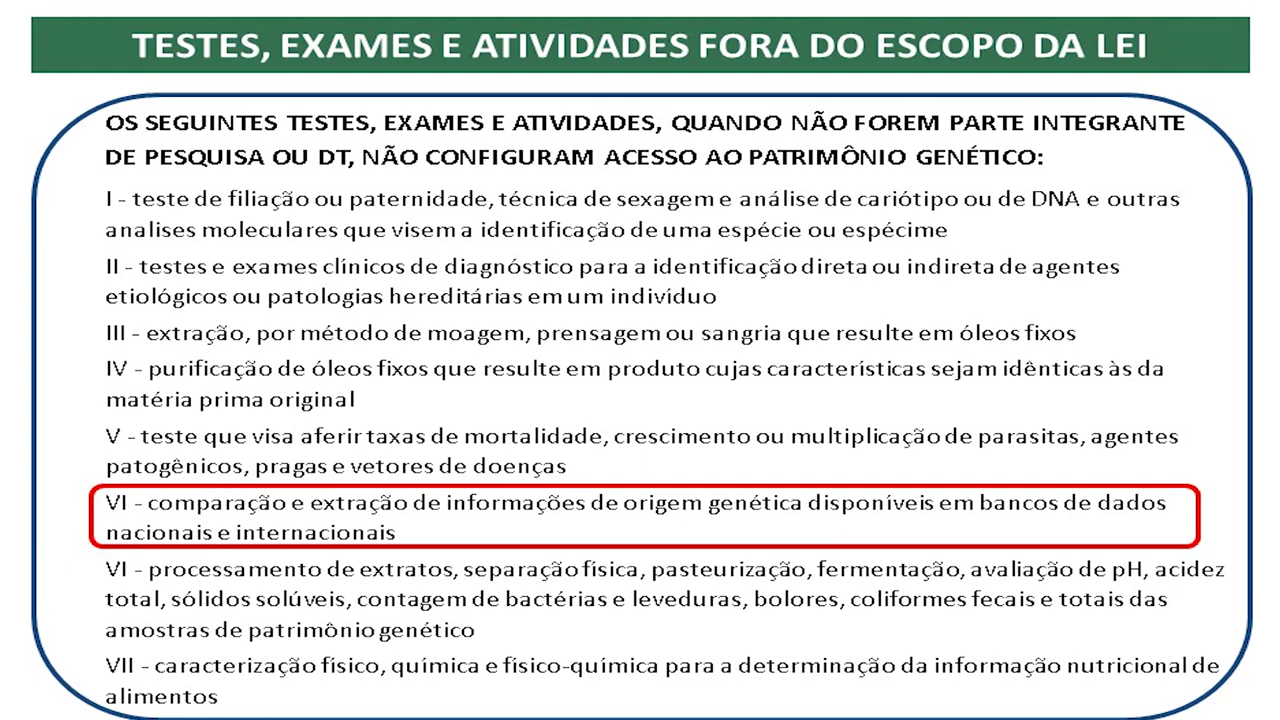 TESTES, EXAMES E ATIVIDADES FORA DO ESCOPO DA LEI
OS SEGUINTES TESTES, EXAMES E ATIVIDADES, QUANDO NÃO FOREM PARTE INTEGRANTE
DE PESQUISA OU DT, NÃO CONFIGURAM ACESSO AO PATRIMÔNIO GENÉTICO:
I - teste de filiação ou paternidade, técnica de sexagem e análise de cariótipo ou de DNA e outras
analises moleculares que visem a identificação de uma espécie ou espécime
II - testes e exames clínicos de diagnóstico para a identificação direta ou indireta de agentes
etiológicos ou patologias hereditárias em um indivíduo
III - extração, por método de moagem, prensagem ou sangria que resulte em óleos fixos
IV - purificação de óleos fixos que resulte em produto cujas características sejam idênticas às da
matéria prima original
V - teste que visa aferir taxas de mortalidade, crescimento ou multiplicação de parasitas, agentes
patogênicos, pragas e vetores de doenças
VI - comparação e extração de informações de origem genética disponíveis em bancos de dados
nacionais e internacionais
VI - processamento de extratos, separação física, pasteurização, fermentação, avaliação de pH, acidez
total, sólidos solúveis, contagem de bactérias e leveduras, bolores, coliformes fecais e totais das
amostras de patrimônio genético
VII - caracterização físico, química e físico-química para a determinação da informação nutricional de
alimentos